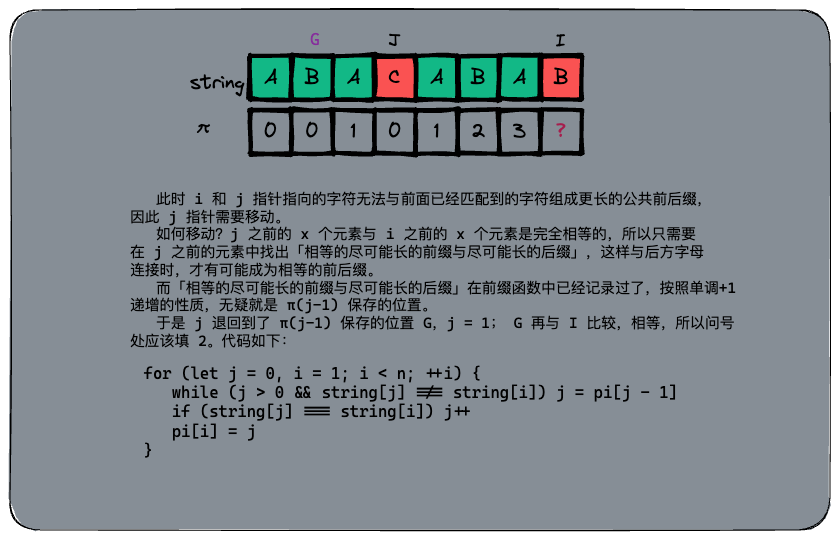 G J I
string A B A C A B A B
π 0 0 1 0 1 2 3 ?
此时 i 和 j 指针指向的字符无法与前面已经匹配到的字符组成更长的公共前后缀，
因此 j 指针需要移动。
如何移动？j 之前的 x 个元素与 i 之前的 x 个元素是完全相等的，所以只需要
在 j 之前的元素中找出「相等的尽可能长的前缀与尽可能长的后缀」，这样与后方字母
连接时，才有可能成为相等的前后缀。
而「相等的尽可能长的前缀与尽可能长的后缀」在前缀函数中已经记录过了，按照单调+1
递增的性质，无疑就是 π(j-1) 保存的位置。
于是 j 退回到了 π(j-1) 保存的位置 G，j = 1； G 再与 I 比较，相等，所以问号
处应该填 2。代码如下：
for (let j = 0, i = 1; i < n; ++i) {
while (j > 0 && string[j] !== string[i]) j = pi[j - 1]
if (string[j] === string[i]) j++
pi[i] = j
}